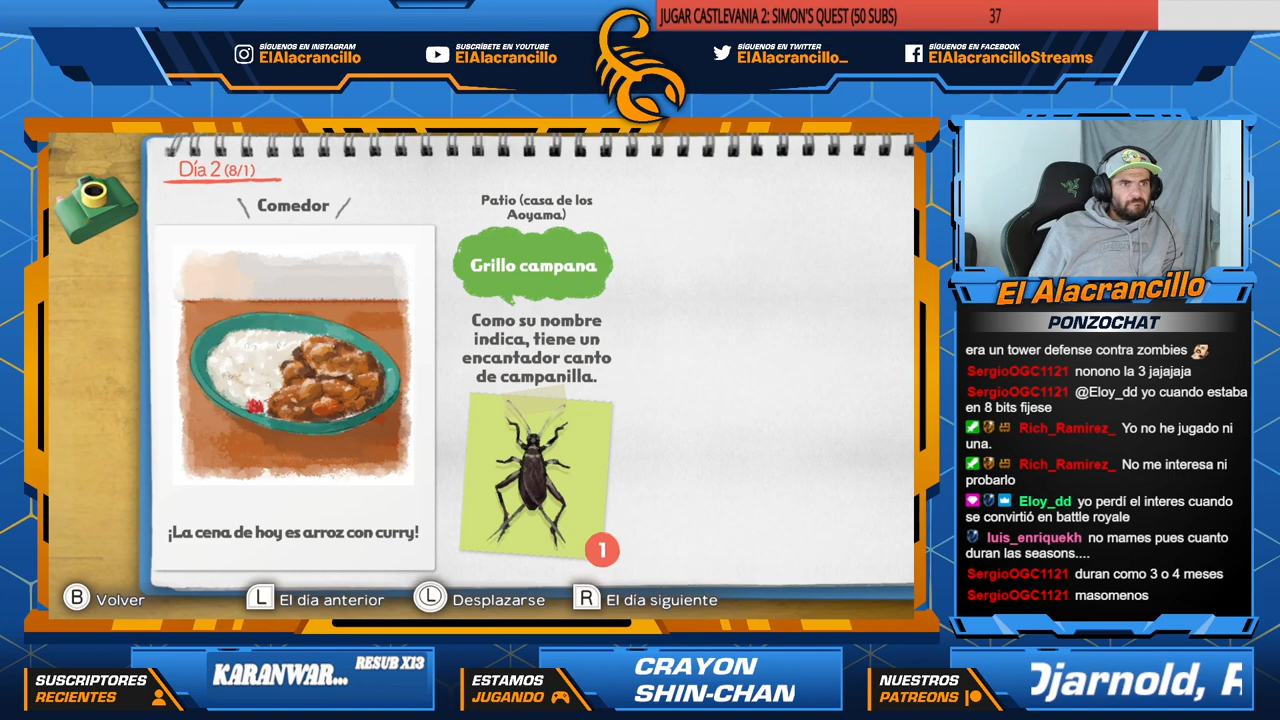 JUGAR CASTLEVANIA 2: SIMON'S QUEST (50 SUBS) 37
SÍGUENOS EN INSTAGRAM
ElAlacrancillo
SUSCRÍBETE EN YOUTUBE
ElAlacrancillo
SÍGUENOS EN TWITTER
ElAlacrancillo_
SÍGUENOS EN FACEBOOK
ElAlacrancilloStreams
Día 2 (8/1)
Comedor
¡La cena de hoy es arroz con curry!
Patio (casa de los
Aoyama)
Grillo campana
Como su nombre
indica, tiene un
encantador canto
de campanilla.
1
B Volver
L El día anterior
L Desplazarse
R El día siguiente
El Alacrancillo
PONZOCHAT
era un tower defense contra zombies
SergioOGC1121 nonono la 3 jajajaja
SergioOGC1121 @Eloy_dd yo cuando estaba
en 8 bits fijese
Rich_Ramirez_ Yo no he jugado ni
una.
Rich_Ramirez_ No me interesa ni
probarlo
Eloy_dd yo perdí el interes cuando
se convirtió en battle royale
luis_enriquekh no mames pues cuanto
duran las seasons....
SergioOGC1121 duran como 3 o 4 meses
SergioOGC1121 masomenos
SUSCRIPTORES
RECIENTES
KARANWAR... RESUB X13
ESTAMOS
JUGANDO
CRAYON
SHIN-CHAN
NUESTROS
PATREONS
Djarnold,